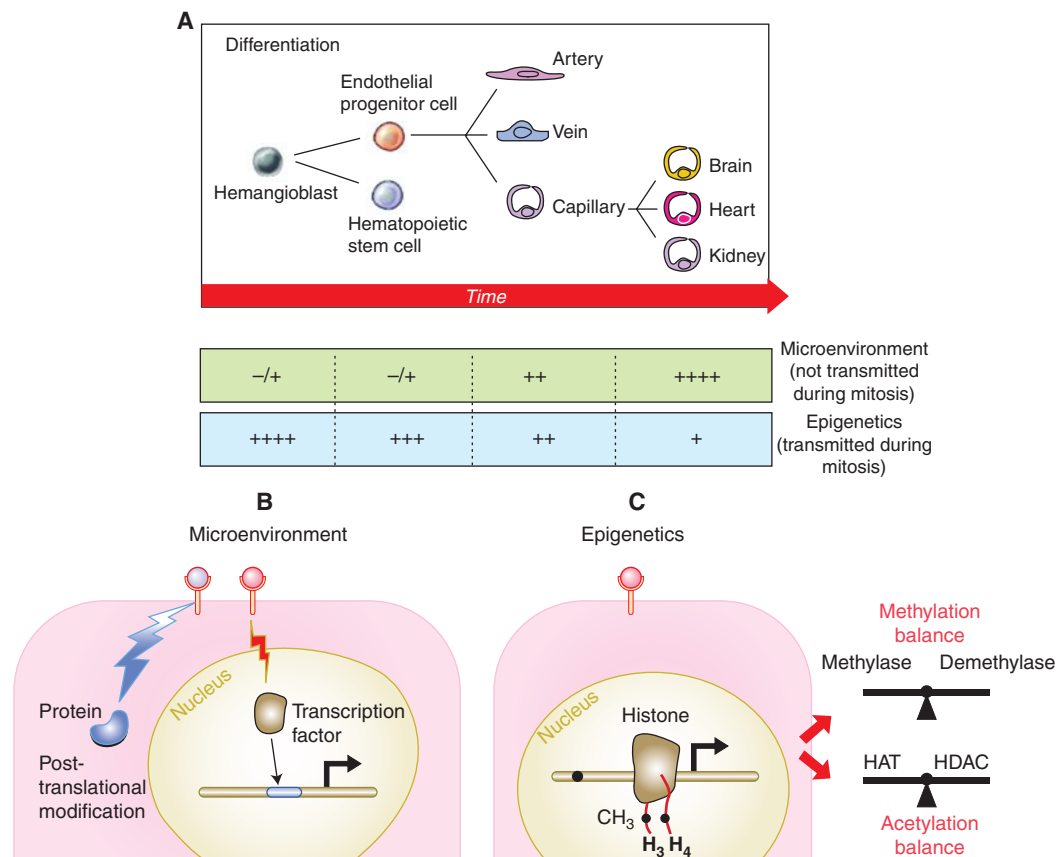 A
Differentiation
Artery
Endothelial
progenitor cell
Vein
Brain
Hemangioblast
Capillary
Heart
Hematopoietic
stem cell
Kidney
Time
Microenvironment
(not transmitted
during mitosis)
–/+ –/+ ++ ++++
Epigenetics
(transmitted during
mitosis)
++++ +++ ++ +
B
Microenvironment
Nucleus
Protein
Transcription
factor
Post-
translational
modification
C
Epigenetics
Nucleus
Histone
CH3
H3 H4
Methylation
balance
Methylase Demethylase
HAT HDAC
Acetylation
balance